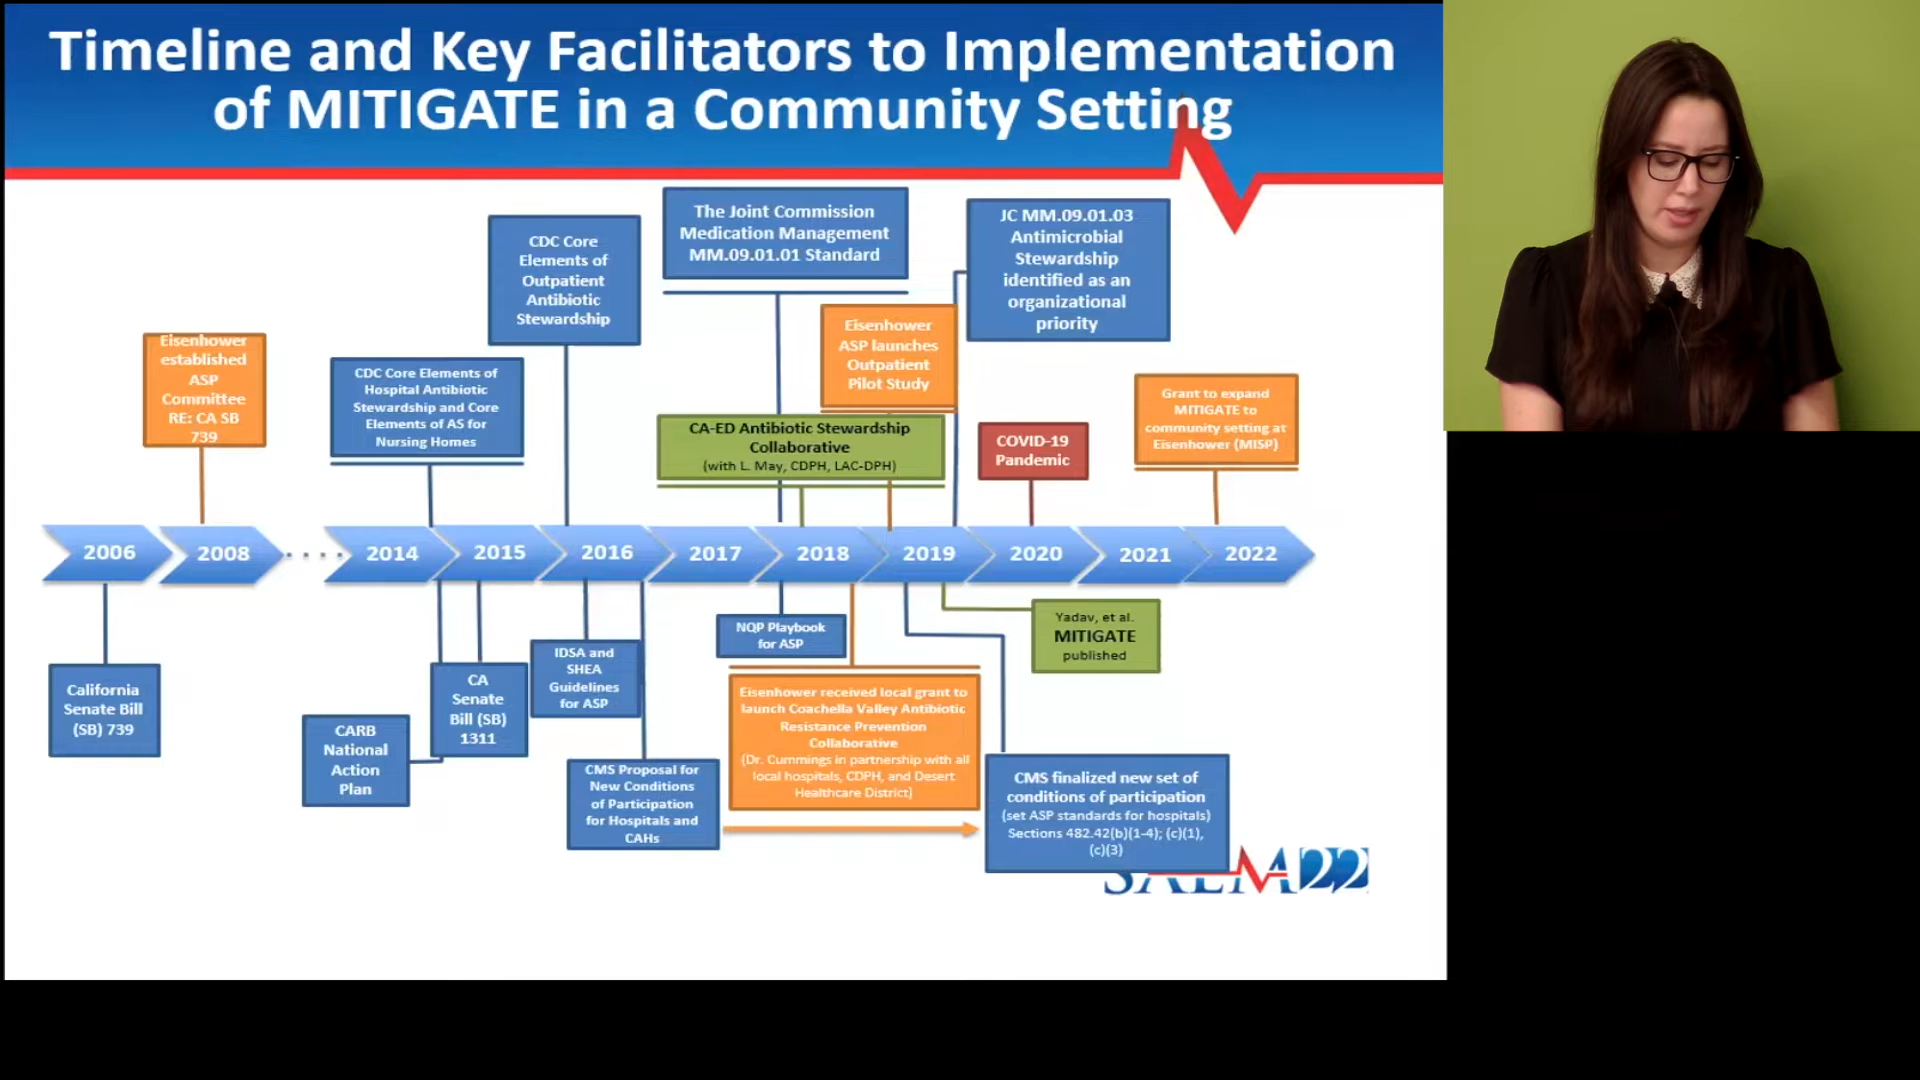 Timeline and Key Facilitators to Implementation
of MITIGATE in a Community Setting
The Joint Commission
Medication Management
MM.09.01.01 Standard
JC MM.09.01.03
Antimicrobial
Stewardship
identified as an
organizational
priority
CDC Core
Elements of
Outpatient
Antibiotic
Stewardship
Eisenhower
ASP launches
Outpatient
Pilot Study
Eisenhower
established
ASP
Committee
RE: CA SB
739
CDC Core Elements of
Hospital Antibiotic
Stewardship and Core
Elements of AS for
Nursing Homes
CA-ED Antibiotic Stewardship
Collaborative
(with L. May, CDPH, LAC-DPH)
COVID-19
Pandemic
Grant to expand
MITIGATE to
community setting at
Eisenhower (MISP)
2006
2008
. . . .
2014
2015
2016
2017
2018
2019
2020
2021
2022
California
Senate Bill
(SB) 739
CARB
National
Action
Plan
CA
Senate
Bill (SB)
1311
IDSA and
SHEA
Guidelines
for ASP
CMS Proposal for
New Conditions
of Participation
for Hospitals and
CAHs
NQP Playbook
for ASP
Eisenhower received local grant to
launch Coachella Valley Antibiotic
Resistance Prevention
Collaborative
(Dr. Cummings in partnership with all
local hospitals, CDPH, and Desert
Healthcare District)
Yadav, et al.
MITIGATE
published
CMS finalized new set of
conditions of participation
(set ASP standards for hospitals)
Sections 482.42(b)(1-4); (c)(1),
(c)(3)
SAEM22